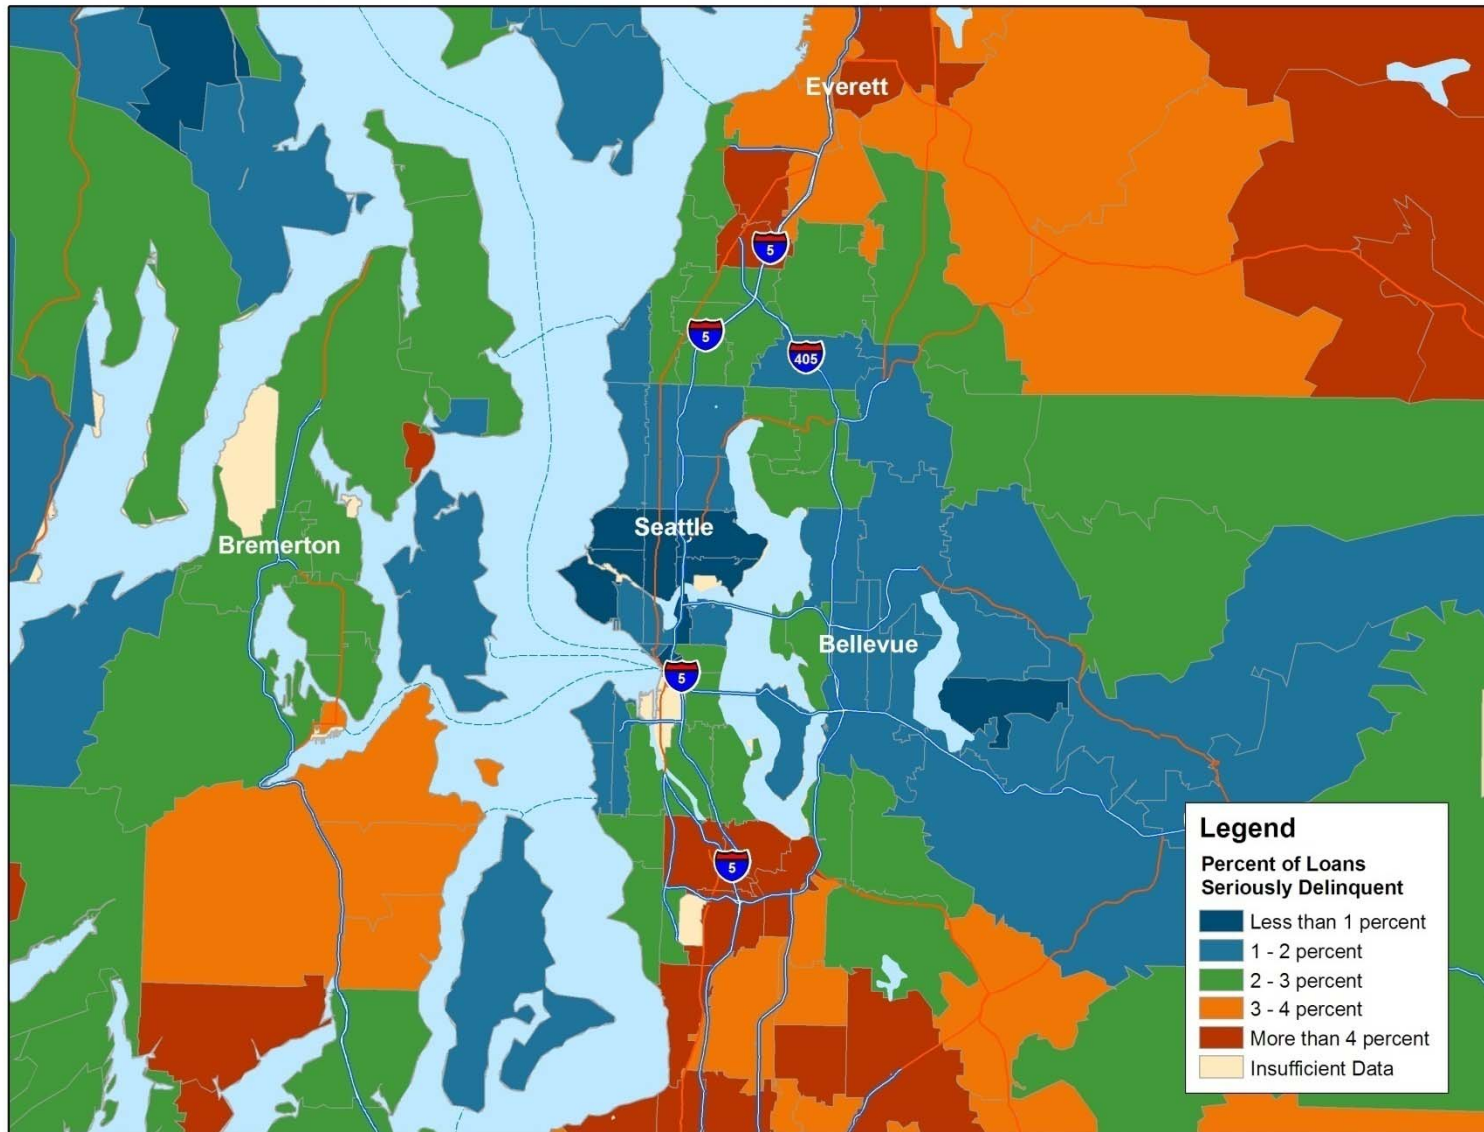 Everett
5
5
405
Seattle
Bremerton
Bellevue
5
5
Legend
Percent of Loans
Seriously Delinquent
Less than 1 percent
1 - 2 percent
2 - 3 percent
3 - 4 percent
More than 4 percent
Insufficient Data